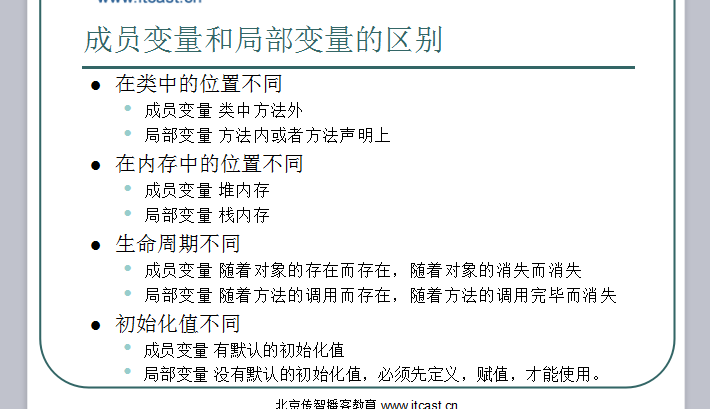 www.itcast.cn
成员变量和局部变量的区别
● 在类中的位置不同
• 成员变量 类中方法外
• 局部变量 方法内或者方法声明上
● 在内存中的位置不同
• 成员变量 堆内存
• 局部变量 栈内存
● 生命周期不同
• 成员变量 随着对象的存在而存在，随着对象的消失而消失
• 局部变量 随着方法的调用而存在，随着方法的调用完毕而消失
● 初始化值不同
• 成员变量 有默认的初始化值
• 局部变量 没有默认的初始化值，必须先定义，赋值，才能使用。
北京传智播客教育 www.itcast.cn